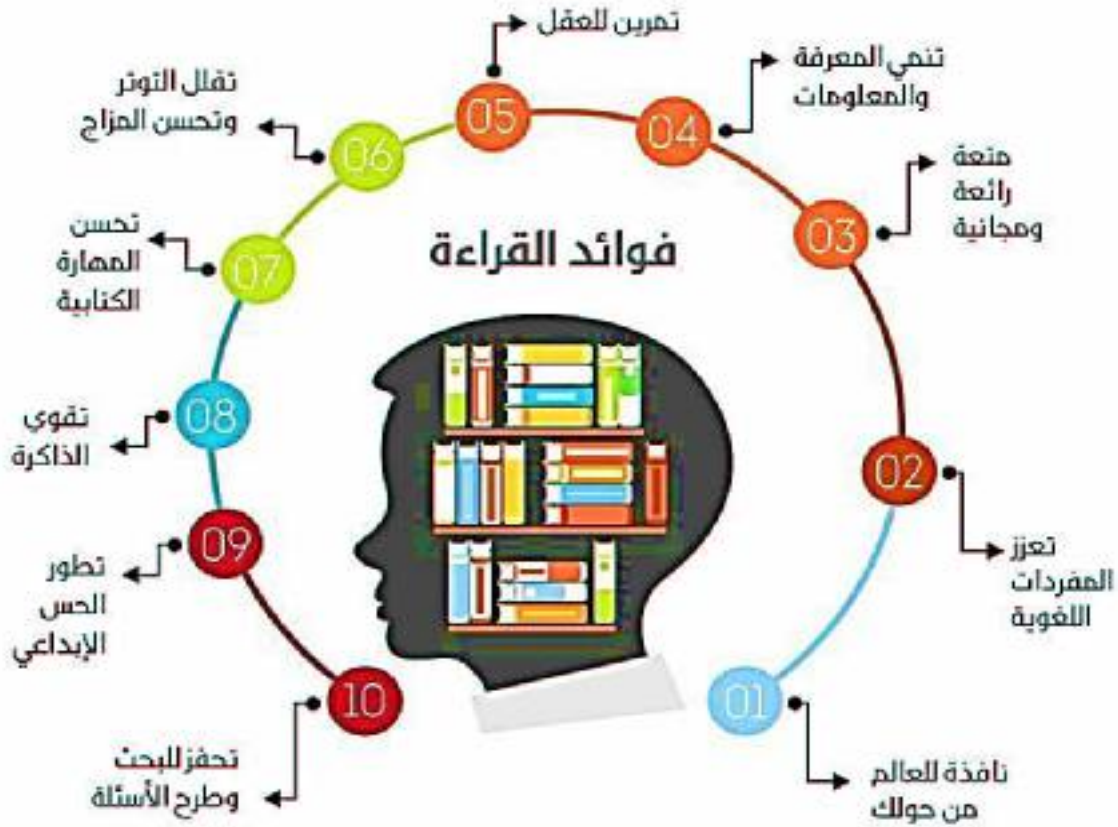 فوائد القراءة
01
نافذة للعالم
من حولك
02
تعزز
المفردات
اللغوية
03
متعة
رائعة
ومجانية
04
تنمي المعرفة
والمعلومات
05
تمرين للعقل
06
تقلل التوتر
وتحسن المزاج
07
تحسن
المهارة
الكتابية
08
تقوي
الذاكرة
09
تطور
الحس
الإبداعي
10
تحفز للبحث
وطرح الأسئلة